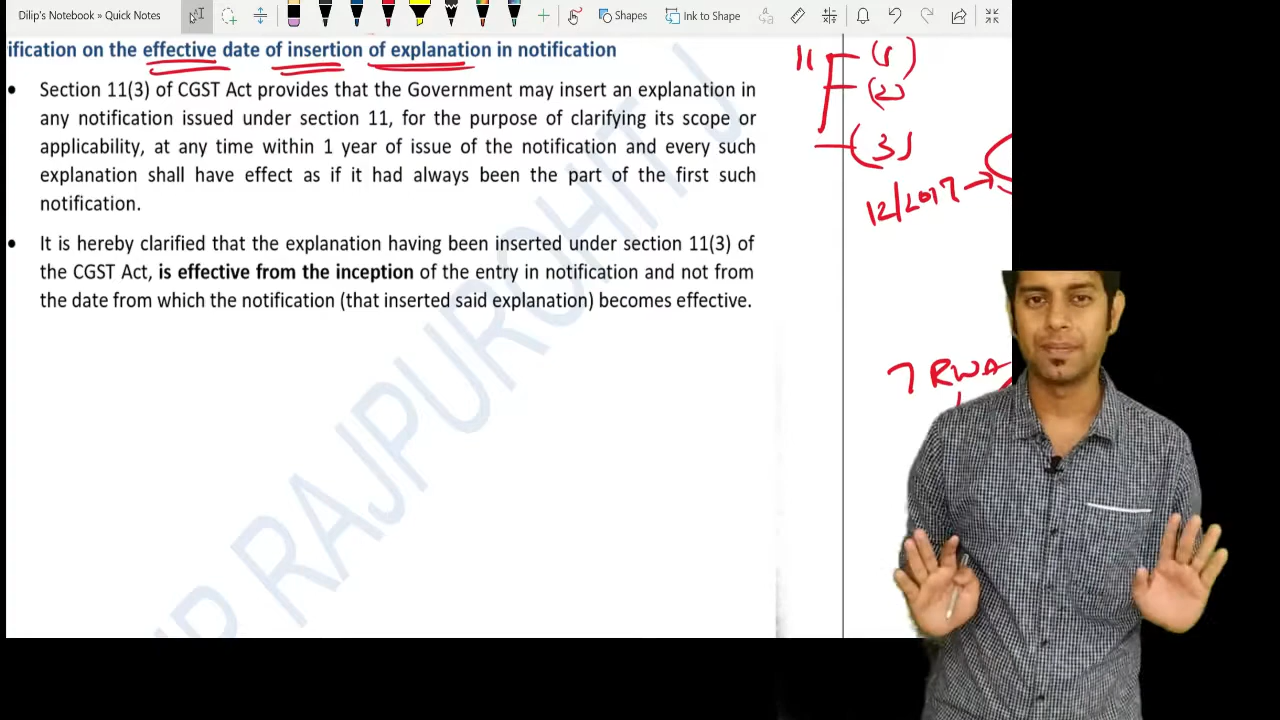 Dilip's Notebook » Quick Notes
Shapes
Ink to Shape
ification on the effective date of insertion of explanation in notification
• Section 11(3) of CGST Act provides that the Government may insert an explanation in
any notification issued under section 11, for the purpose of clarifying its scope or
applicability, at any time within 1 year of issue of the notification and every such
explanation shall have effect as if it had always been the part of the first such
notification.
• It is hereby clarified that the explanation having been inserted under section 11(3) of
the CGST Act, is effective from the inception of the entry in notification and not from
the date from which the notification (that inserted said explanation) becomes effective.
11
(1)
(2)
(3)
12/2017
7 RWA
P RAJPUROHIT J